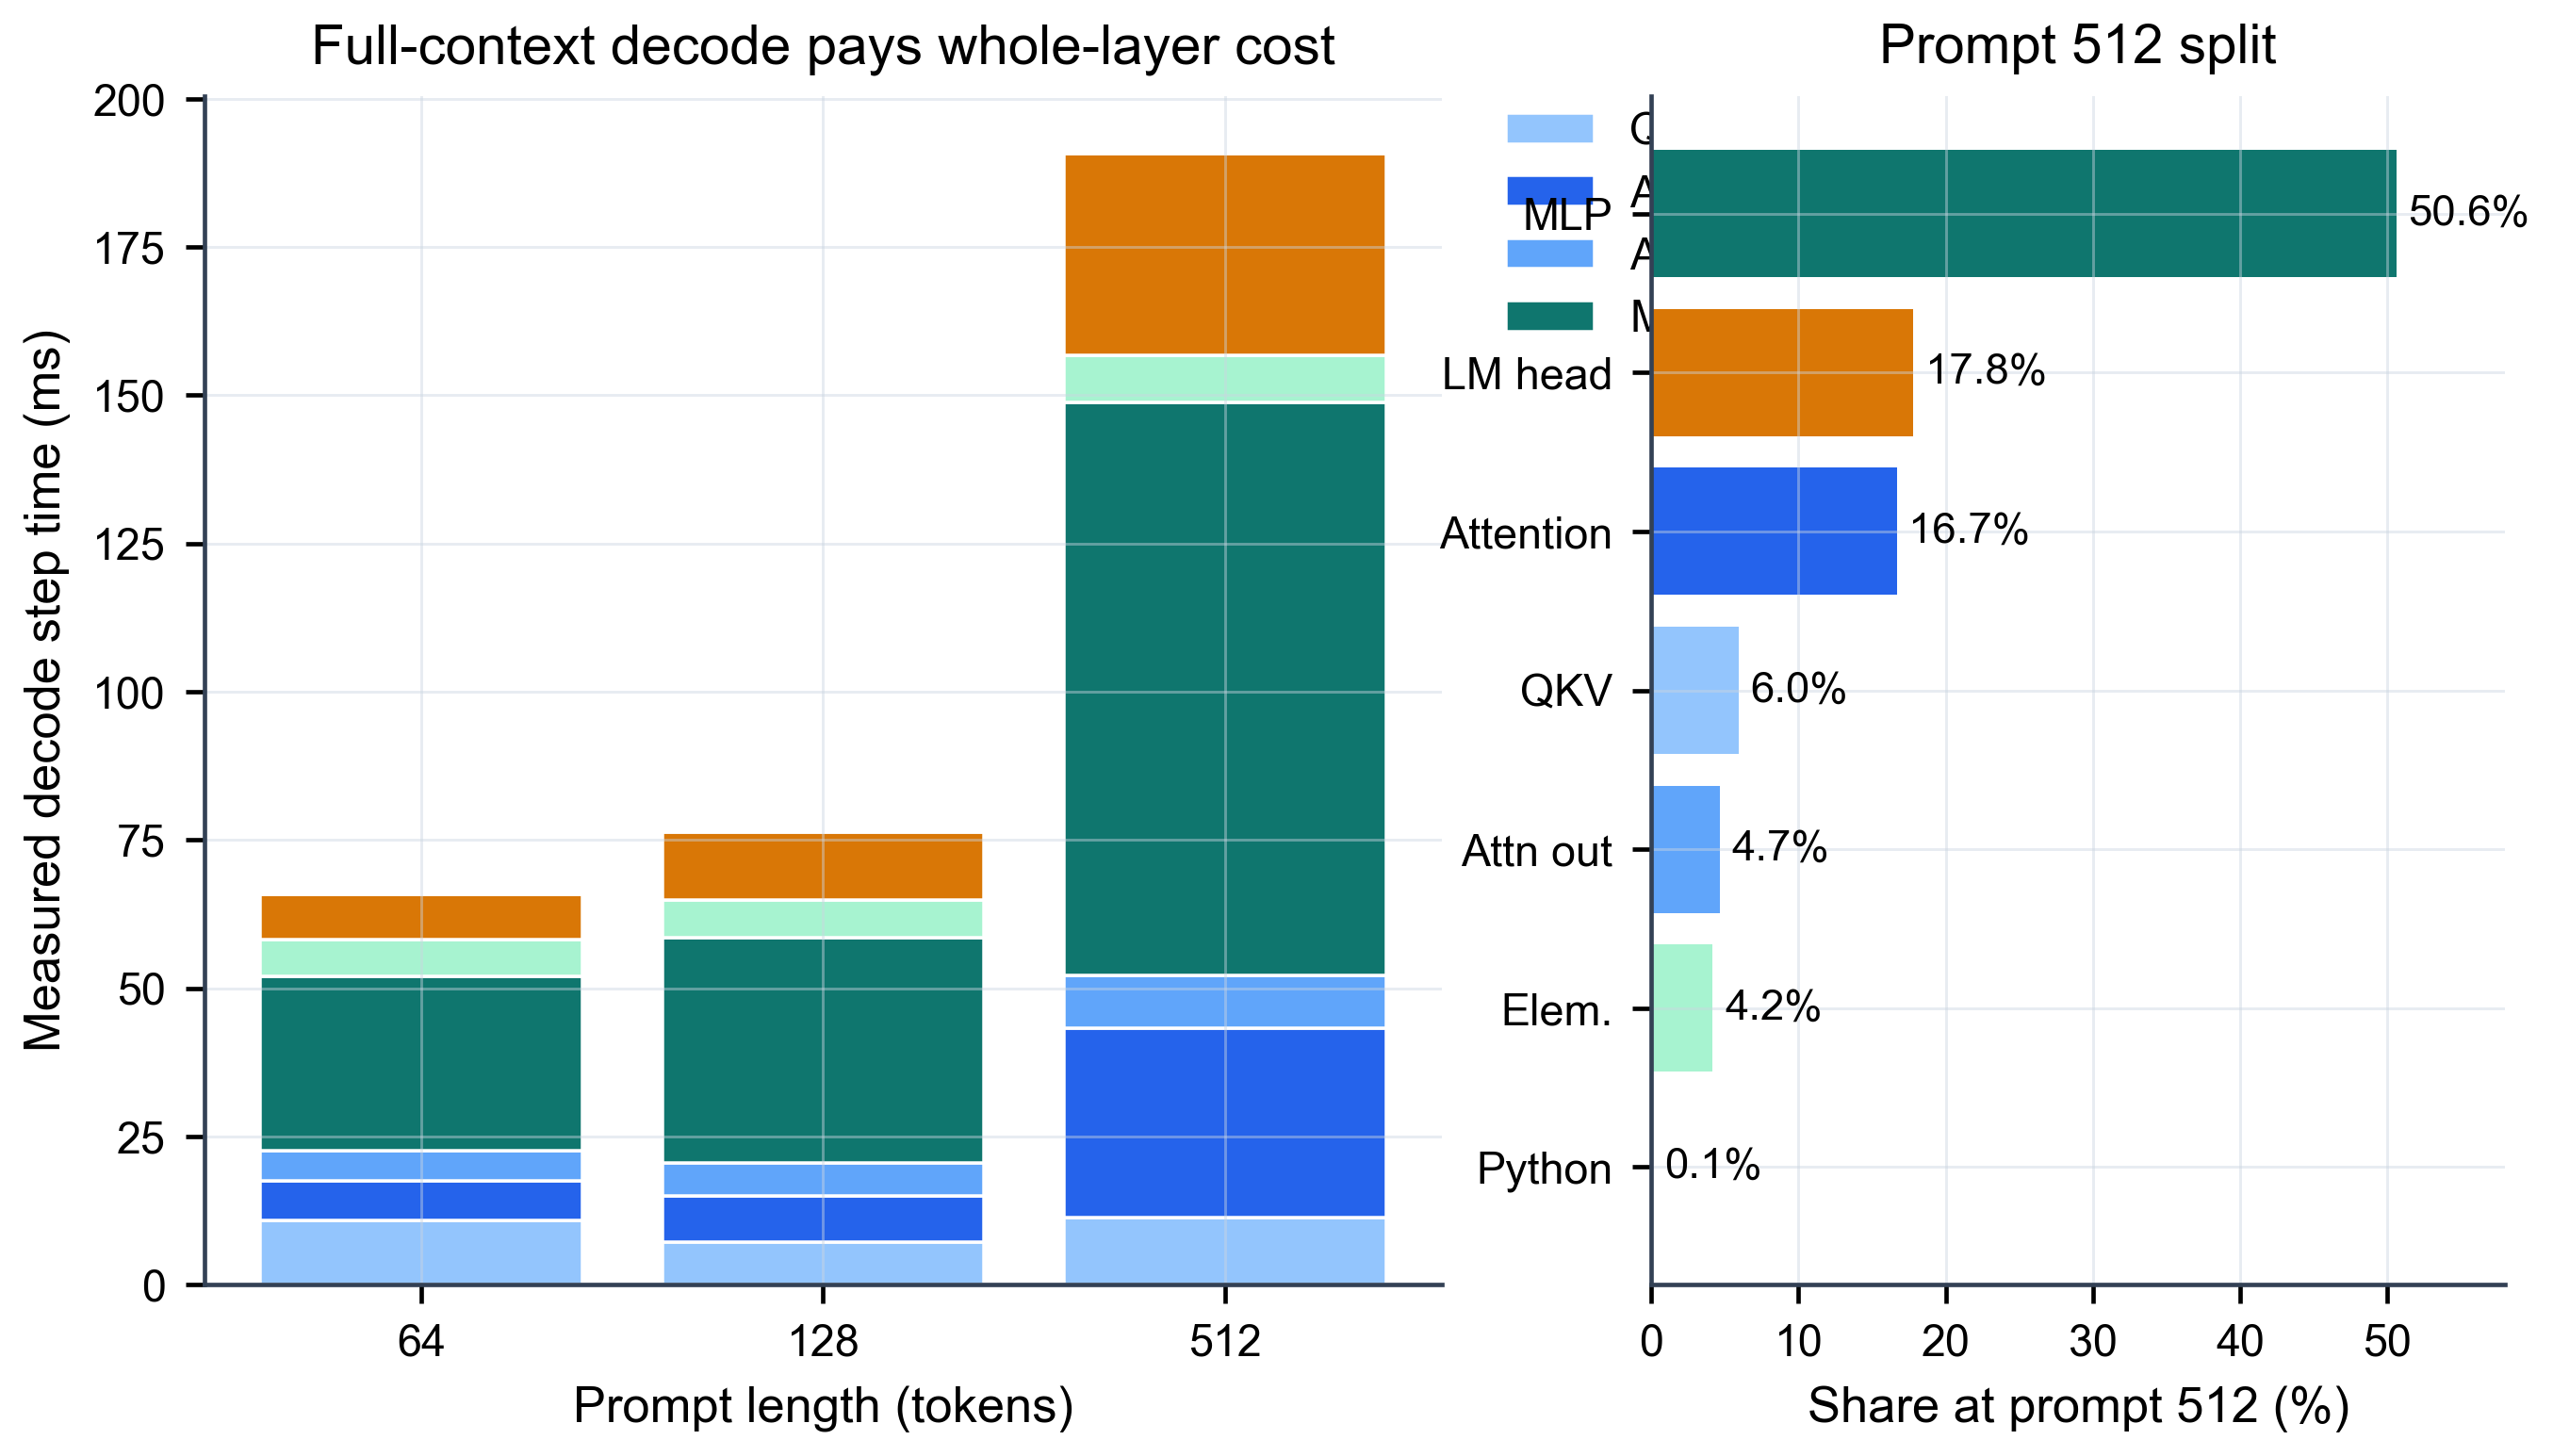 Full-context decode pays whole-layer cost
Measured decode step time (ms)
200
175
150
125
100
75
50
25
0
64
128
512
Prompt length (tokens)
Prompt 512 split
MLP
50.6%
LM head
17.8%
Attention
16.7%
QKV
6.0%
Attn out
4.7%
Elem.
4.2%
Python
0.1%
0
10
20
30
40
50
Share at prompt 512 (%)